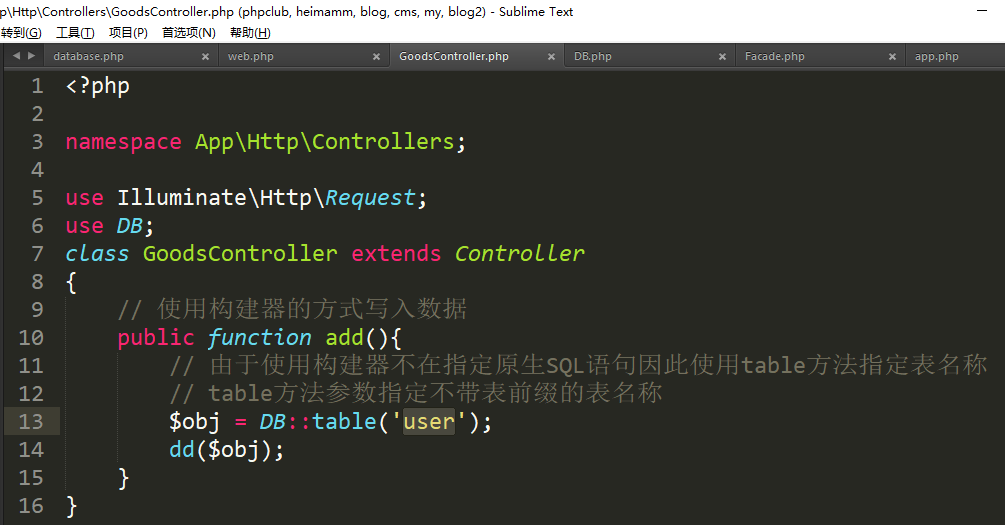 p\Http\Controllers\GoodsController.php (phpclub, heimamm, blog, cms, my, blog2) - Sublime Text
转到(G) 工具(T) 项目(P) 首选项(N) 帮助(H)
database.php × web.php × GoodsController.php × DB.php × Facade.php × app.php
1 <?php
2
3 namespace App\Http\Controllers;
4
5 use Illuminate\Http\Request;
6 use DB;
7 class GoodsController extends Controller
8 {
9 // 使用构建器的方式写入数据
10 public function add(){
11 // 由于使用构建器不在指定原生SQL语句因此使用table方法指定表名称
12 // table方法参数指定不带表前缀的表名称
13 $obj = DB::table('user');
14 dd($obj);
15 }
16 }